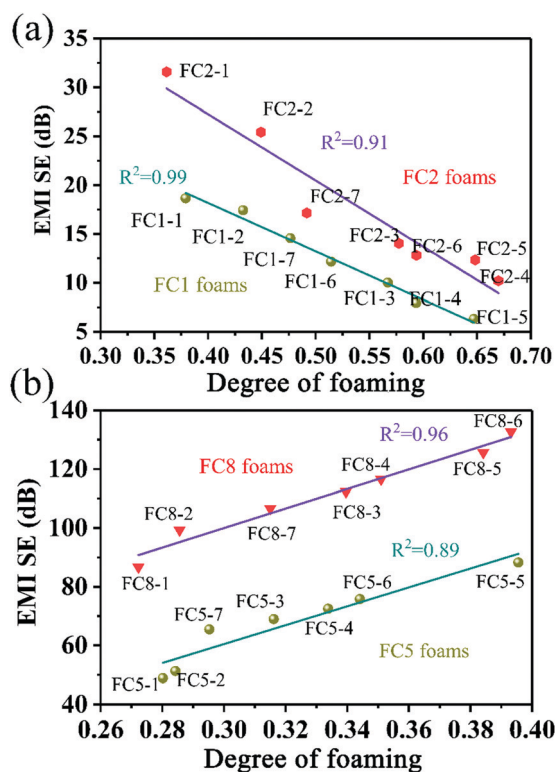 (a)
35
30
25
20
15
10
5
EMI SE (dB)
FC2-1
FC2-2
R²=0.91
R²=0.99
FC2 foams
FC2-7
FC1-1
FC1-2
FC2-3
FC2-6
FC2-5
FC1-7
FC2-4
FC1-6
FC1 foams
FC1-3
FC1-4
FC1-5
0.30 0.35 0.40 0.45 0.50 0.55 0.60 0.65 0.70
Degree of foaming
(b)
140
120
100
80
60
40
EMI SE (dB)
FC8-6
R²=0.96
FC8 foams
FC8-4
FC8-5
FC8-2
FC8-7
FC8-3
FC8-1
R²=0.89
FC5-6
FC5-5
FC5-3
FC5-7
FC5-4
FC5 foams
FC5-1
FC5-2
0.26 0.28 0.30 0.32 0.34 0.36 0.38 0.40
Degree of foaming